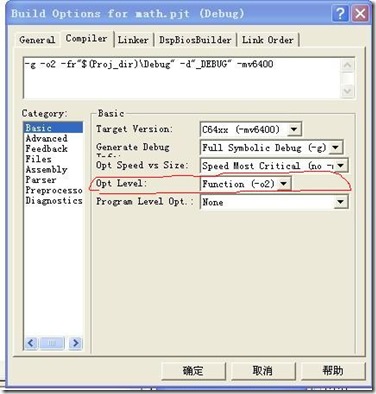 Build Options for math.pjt (Debug)
General Compiler Linker DspBiosBuilder Link Order
-g -o2 -fr"$(Proj_dir)\Debug" -d"_DEBUG" -mv6400
Category:
Basic
Advanced
Feedback
Files
Assembly
Parser
Preprocesso
Diagnostics
Basic
Target Version: C64xx (-mv6400)
Generate Debug Full Symbolic Debug (-g)
Opt Speed vs Size: Speed Most Critical (no
Opt Level: Function (-o2)
Program Level Opt.: None
确定 取消 帮助